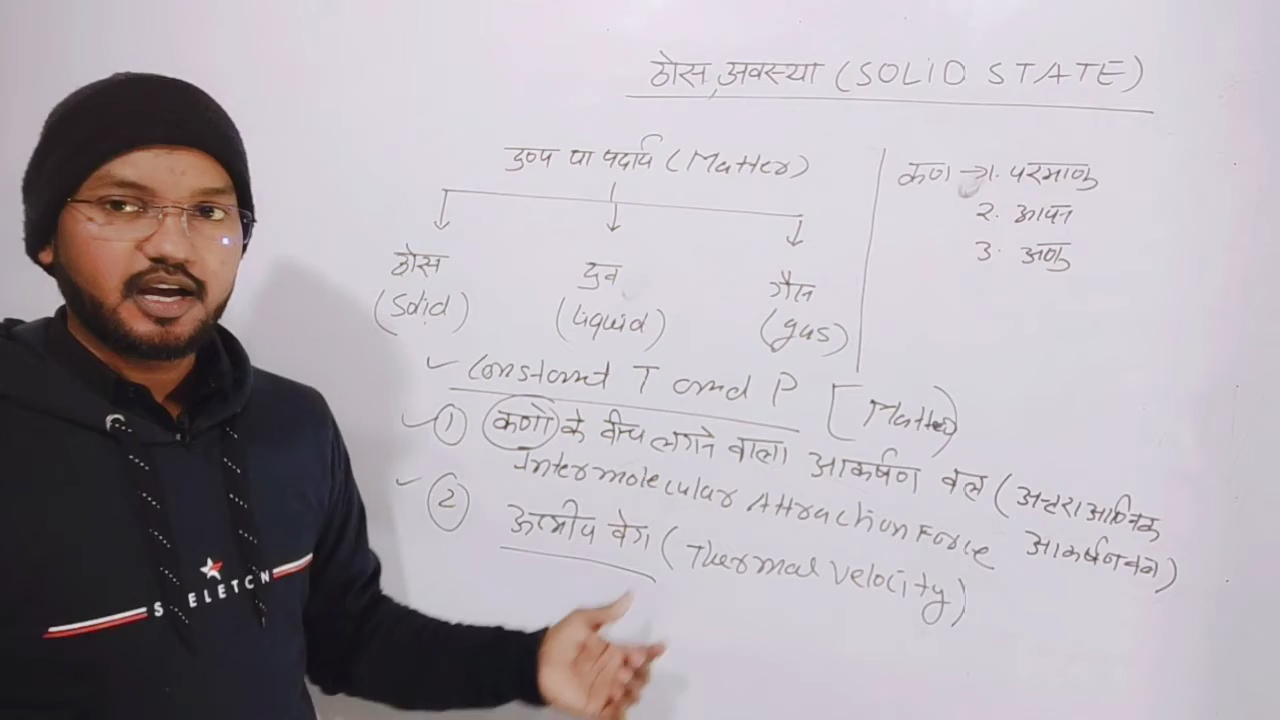 ठोस अवस्था (SOLID STATE)
द्रव्य या पदार्थ (Matter)
ठोस
(Solid)
द्रव
(liquid)
गैस
(gas)
कण → 1. परमाणु
2. आयन
3. अणु
Constant T and P [Matter]
1 कणों के बीच लगने वाला आकर्षण बल (अन्तराआण्विक आकर्षण बल)
Intermolecular Attraction Force
2 ऊष्मीय वेग (Thermal Velocity)
S ELETC N